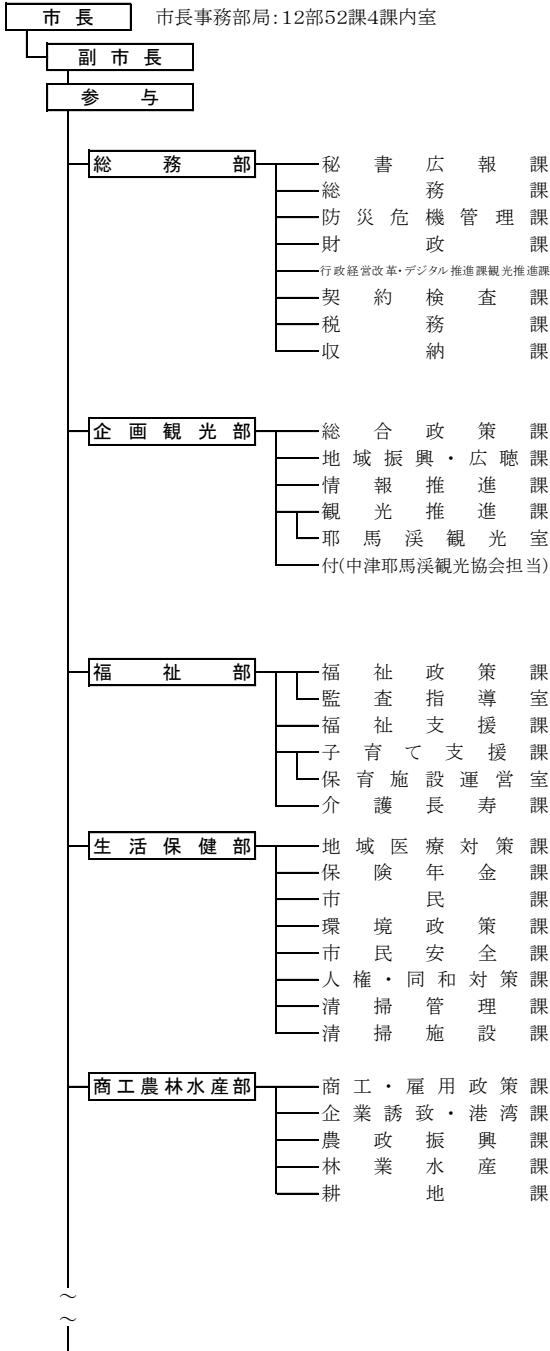 市長 市長事務部局:12部52課4課内室
副市長
参与
総務部 秘書広報課
総務課
防災危機管理課
財政課
行政経営改革・デジタル推進課観光推進課
契約検査課
税務課
収納課
企画観光部 総合政策課
地域振興・広聴課
情報推進課
観光推進課
耶馬渓観光室
付(中津耶馬渓観光協会担当)
福祉部 福祉政策課
監査指導室
福祉支援課
子育て支援課
保育施設運営室
介護長寿課
生活保健部 地域医療対策課
保険年金課
市民課
環境政策課
市民安全課
人権・同和対策課
清掃管理課
清掃施設課
商工農林水産部 商工・雇用政策課
企業誘致・港湾課
農政振興課
林業水産課
耕地課
～
～